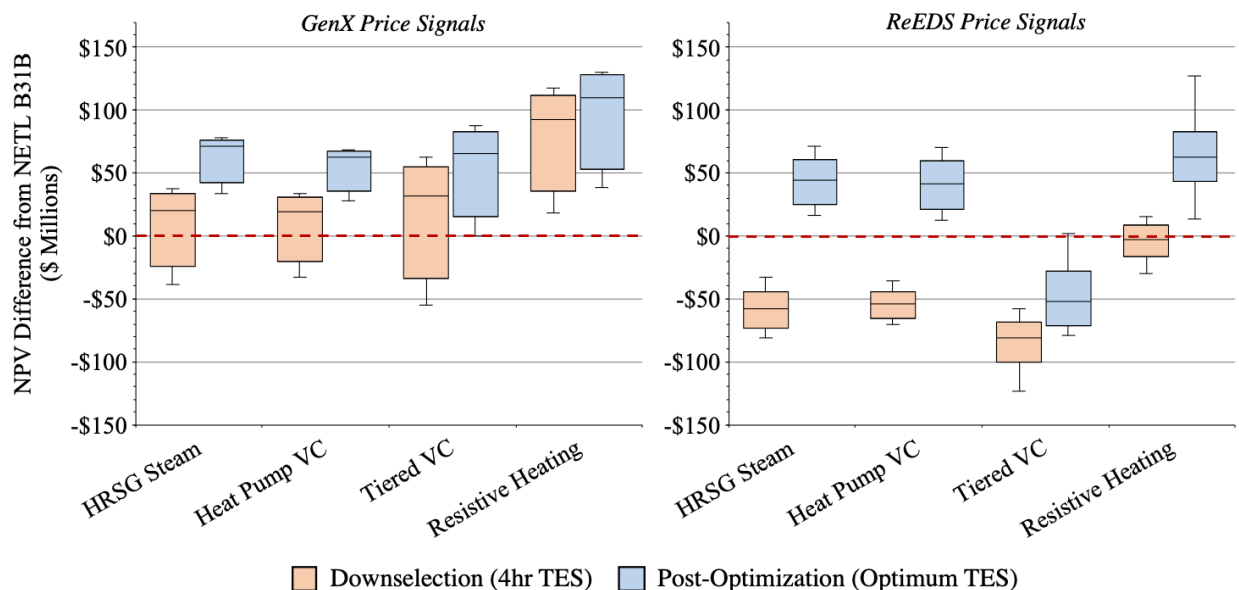 GenX Price Signals
ReEDS Price Signals
NPV Difference from NETL B31B
($ Millions)
$150
$100
$50
$0
-$50
-$100
-$150
HRSG Steam
Heat Pump VC
Tiered VC
Resistive Heating
$150
$100
$50
$0
-$50
-$100
-$150
HRSG Steam
Heat Pump VC
Tiered VC
Resistive Heating
Downselection (4hr TES)
Post-Optimization (Optimum TES)